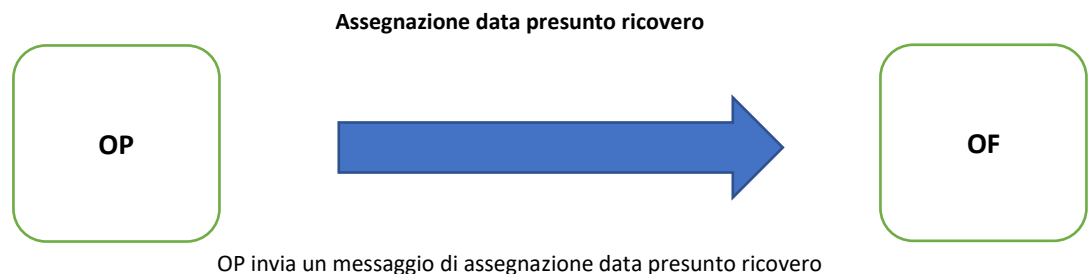 Assegnazione data presunto ricovero
OP
OF
OP invia un messaggio di assegnazione data presunto ricovero